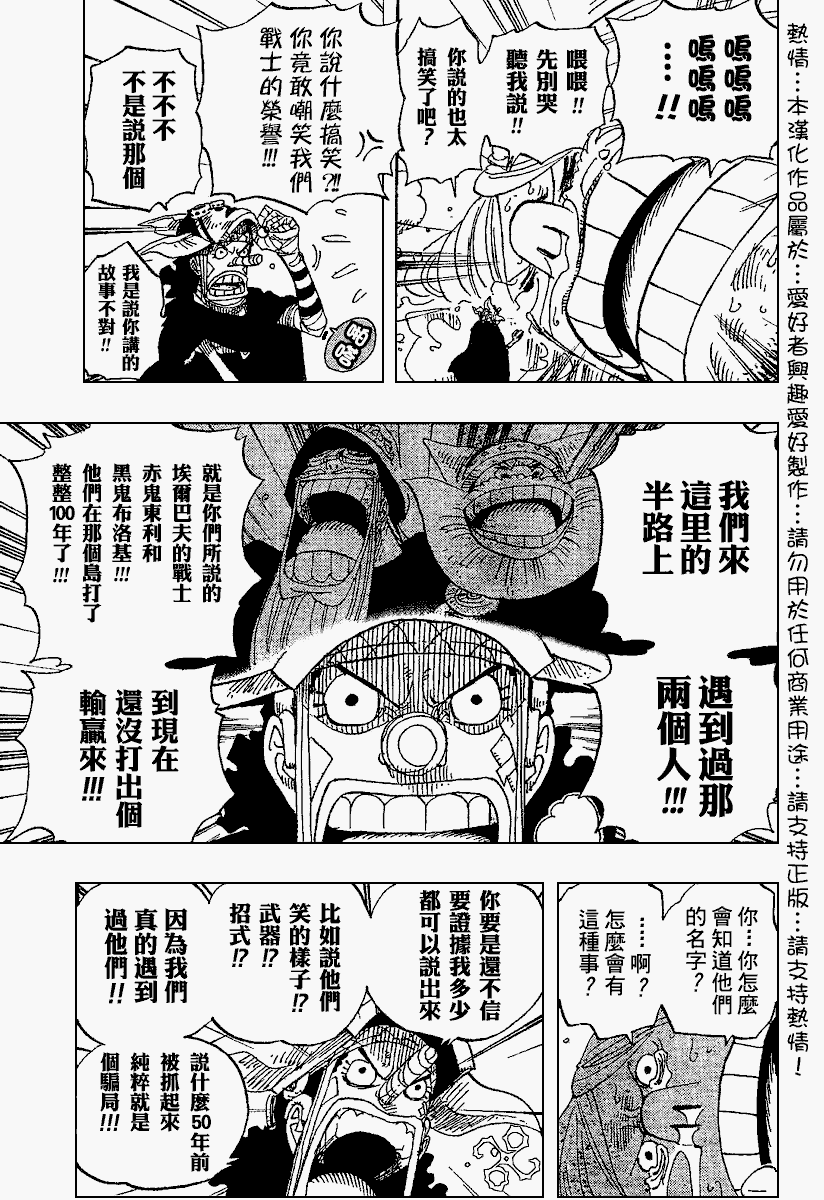 嗚嗚嗚
嗚嗚嗚
⋯⋯!!
喂喂!!
先別哭
聽我說!!
你說的也太
搞笑了吧?
你說什麼搞笑?!!
你竟敢嘲笑我們
戰士的榮譽!!!
不不不
不是說那個
我是說你講的
故事不對!!
我們來
這里的
半路上
遇到過那
兩個人!!!
就是你們所說的
埃爾巴夫的戰士
赤鬼東利和
黑鬼布洛基!!!
他們在那個島打了
整整100年了!!!
到現在
還沒打出個
輸贏來!!!
你⋯你怎麼
會知道他們
的名字?
⋯⋯啊?
怎麼會有
這種事?
你要是還不信
要證據我多少
都可以說出來
比如說他們
笑的樣子!?
武器!?
招式!?
因為我們
真的遇到
過他們!!
說什麼50年前
被抓起來
純粹就是
個騙局!!!
熱情⋯本漢化作品屬於⋯愛好者興趣愛好製作⋯請勿用於任何商業用途⋯請支持正版⋯請支持熱情!